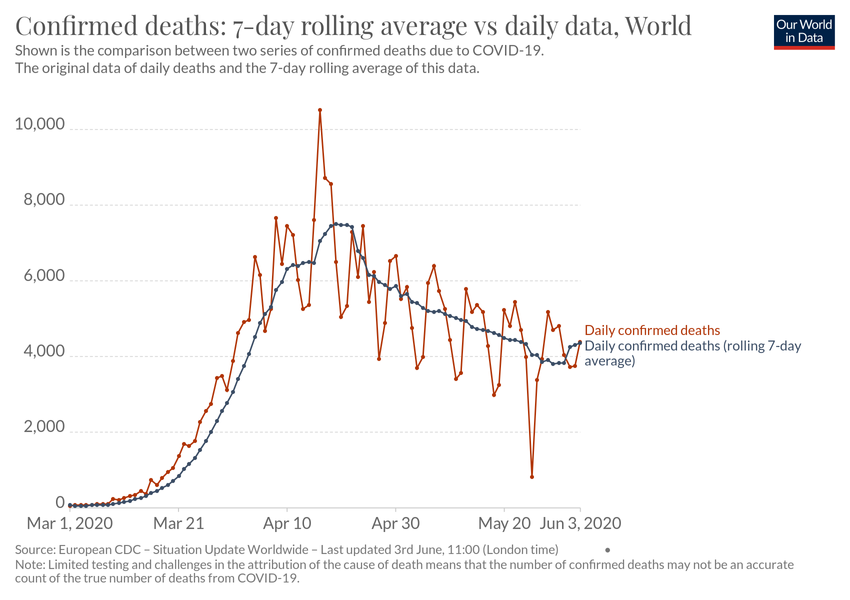 Confirmed deaths: 7-day rolling average vs daily data, World
Our World
in Data
Shown is the comparison between two series of confirmed deaths due to COVID-19.
The original data of daily deaths and the 7-day rolling average of this data.
10,000
8,000
6,000
4,000
2,000
0
Daily confirmed deaths
Daily confirmed deaths (rolling 7-day
average)
Mar 1, 2020
Mar 21
Apr 10
Apr 30
May 20
Jun 3, 2020
Source: European CDC – Situation Update Worldwide – Last updated 3rd June, 11:00 (London time)
Note: Limited testing and challenges in the attribution of the cause of death means that the number of confirmed deaths may not be an accurate
count of the true number of deaths from COVID-19.